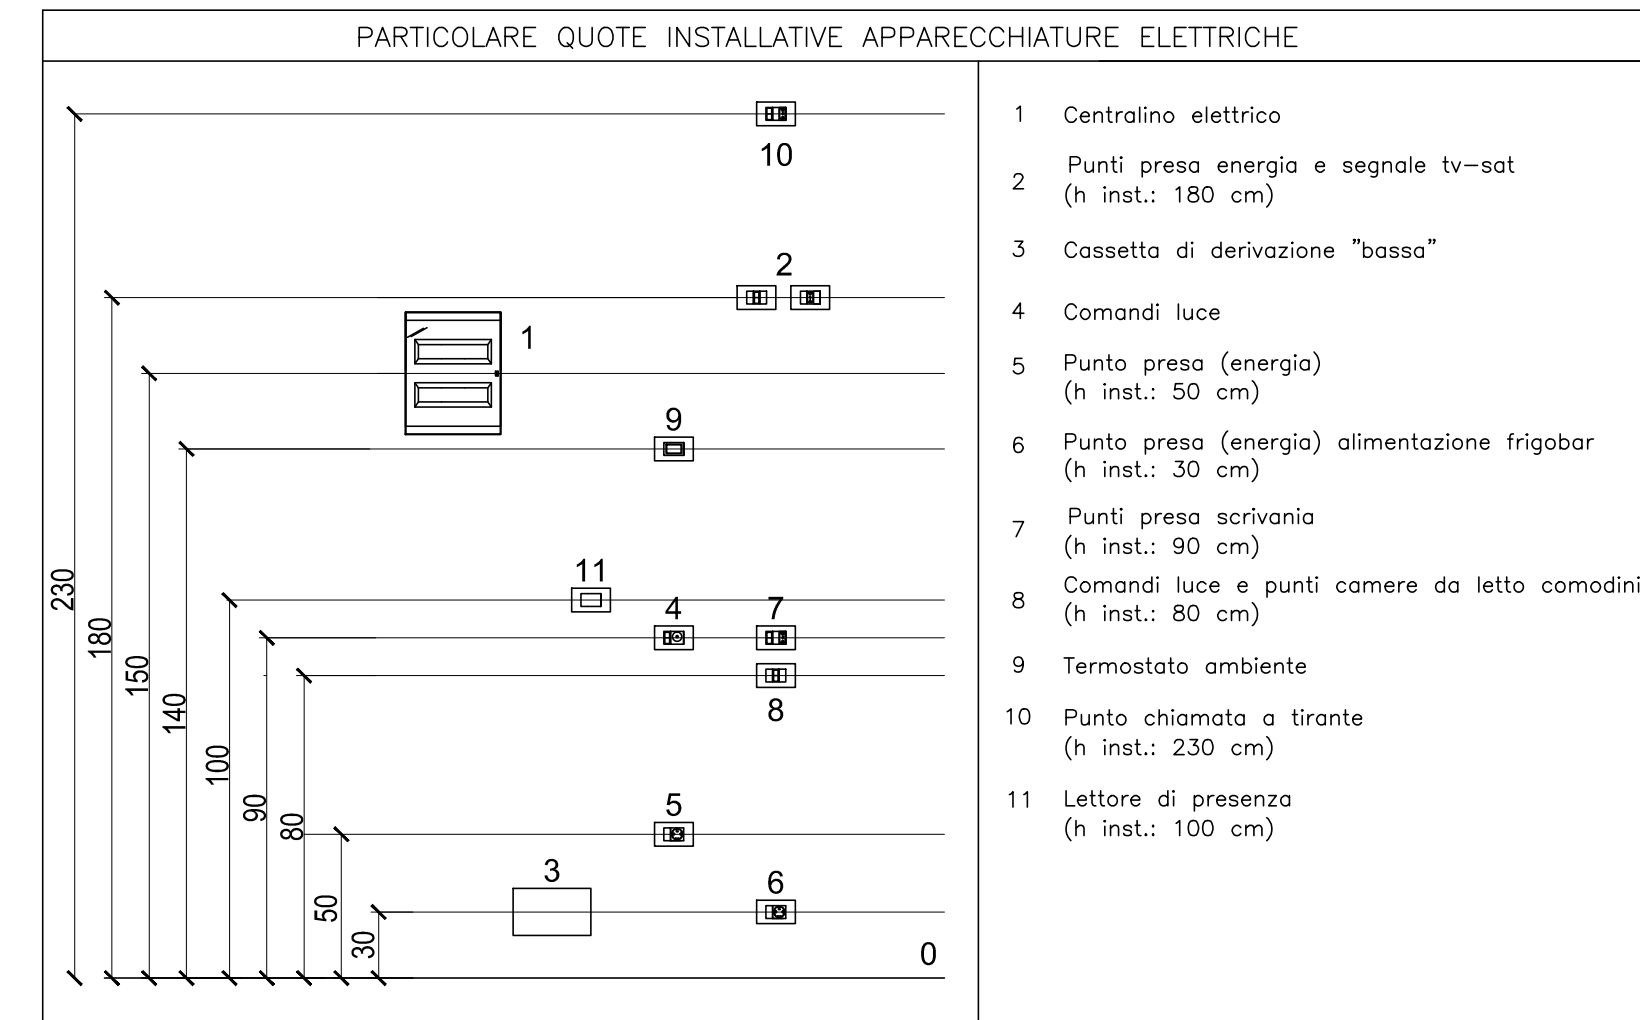 PARTICOLARE QUOTE INSTALLATIVE APPARECCHIATURE ELETTRICHE
10
2
1
9
11
4
7
8
5
3
6
0
230
180
150
140
100
90
80
50
30
1 Centralino elettrico
2 Punti presa energia e segnale tv-sat
(h inst.: 180 cm)
3 Cassetta di derivazione "bassa"
4 Comandi luce
5 Punto presa (energia)
(h inst.: 50 cm)
6 Punto presa (energia) alimentazione frigobar
(h inst.: 30 cm)
7 Punti presa scrivania
(h inst.: 90 cm)
8 Comandi luce e punti camere da letto comodini
(h inst.: 80 cm)
9 Termostato ambiente
10 Punto chiamata a tirante
(h inst.: 230 cm)
11 Lettore di presenza
(h inst.: 100 cm)